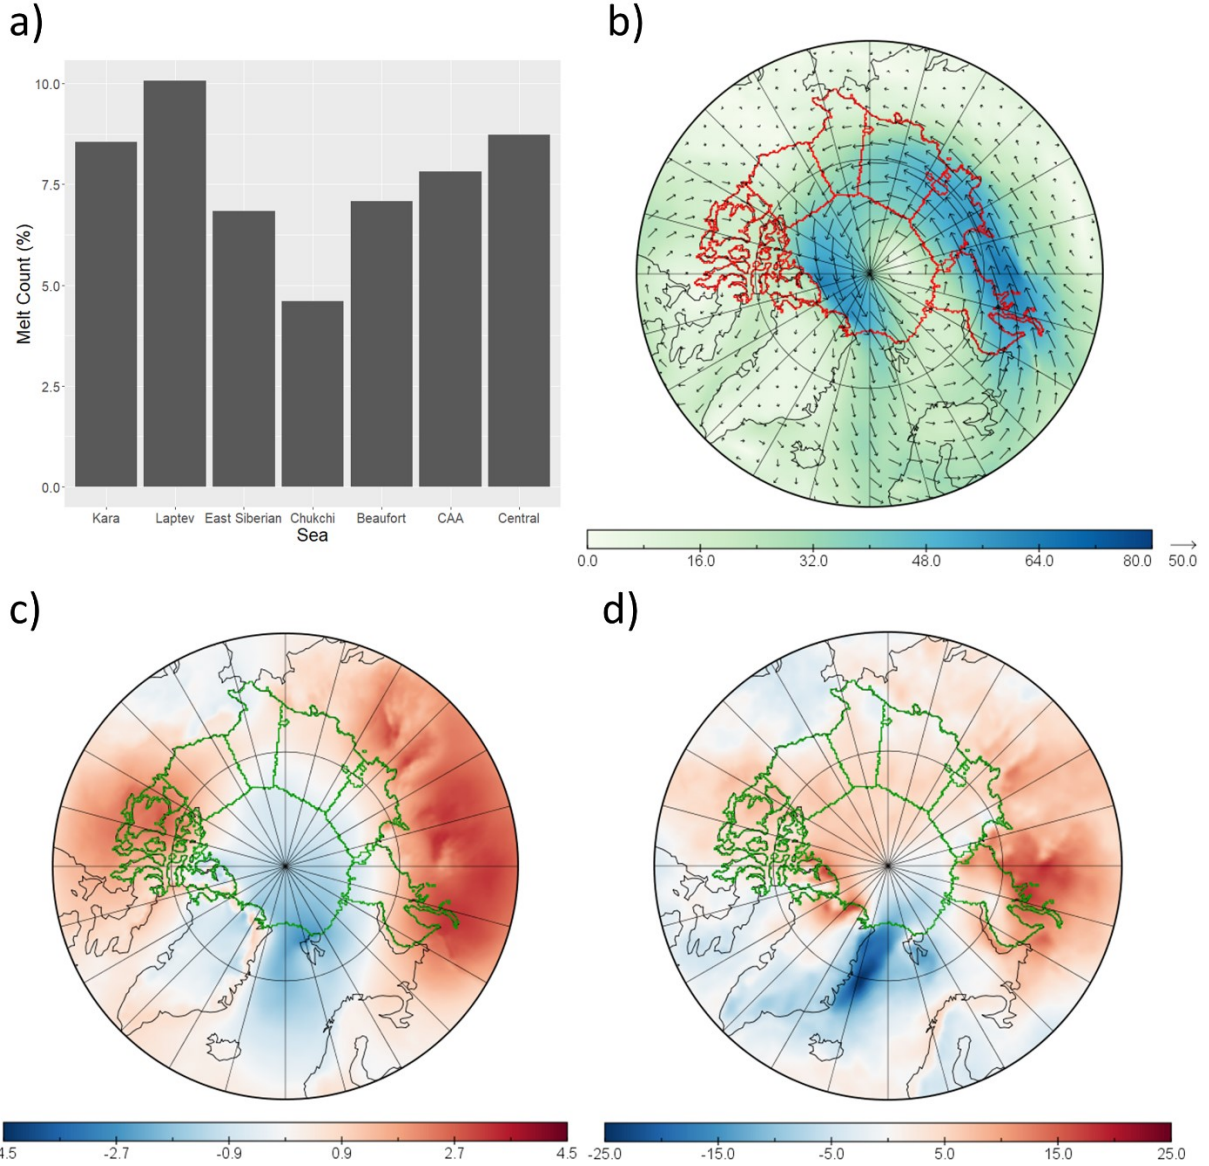 a)
b)
10.0
7.5
5.0
2.5
0.0
Melt Count (%)
Kara Laptev East Siberian Chukchi Beaufort CAA Central
Sea
0.0 16.0 32.0 48.0 64.0 80.0 50.0
c)
d)
4.5 -2.7 -0.9 0.9 2.7 4.5
-25.0 -15.0 -5.0 5.0 15.0 25.0